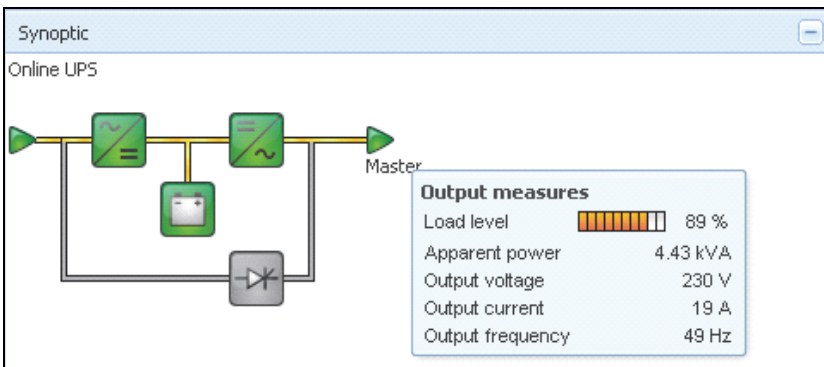 Synoptic
Online UPS
Master
Output measures
Load level 89 %
Apparent power 4.43 kVA
Output voltage 230 V
Output current 19 A
Output frequency 49 Hz